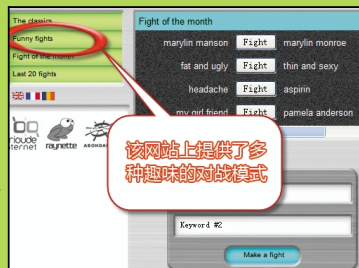 The classics
Funny fights
Fight of the month
Last 20 fights
rioude
ternet
raynette
Fight of the month
marylin manson Fight marylin monroe
fat and ugly Fight thin and sexy
headache Fight aspirin
my girl friend Fight pamela anderson
该网站上提供了多
种趣味的对战模式
Keyword #2
Make a fight